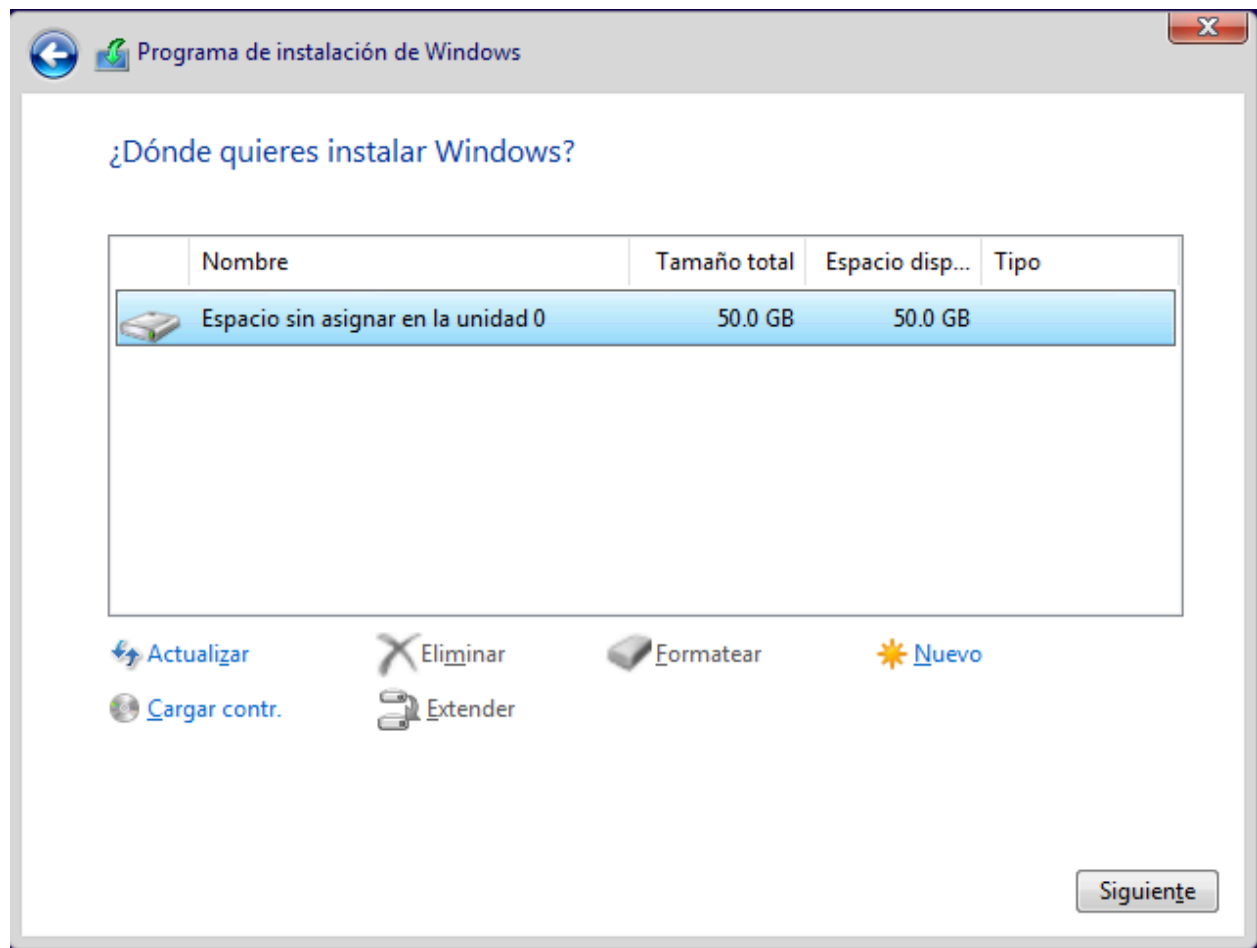 Programa de instalación de Windows
¿Dónde quieres instalar Windows?
Nombre Tamaño total Espacio disp... Tipo
Espacio sin asignar en la unidad 0 50.0 GB 50.0 GB
Actualizar Eliminar Formatear Nuevo
Cargar contr. Extender
Siguiente